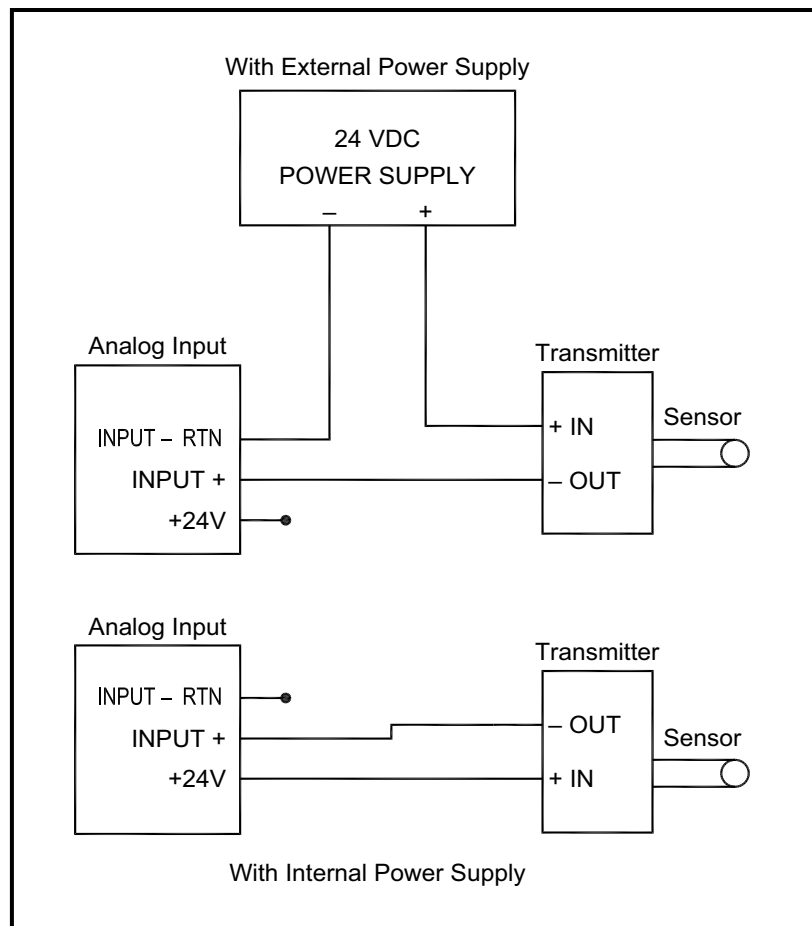 With External Power Supply
24 VDC
POWER SUPPLY
– +
Analog Input
INPUT – RTN
INPUT +
+24V
Transmitter
+ IN
– OUT
Sensor
Analog Input
INPUT – RTN
INPUT +
+24V
Transmitter
– OUT
+ IN
Sensor
With Internal Power Supply